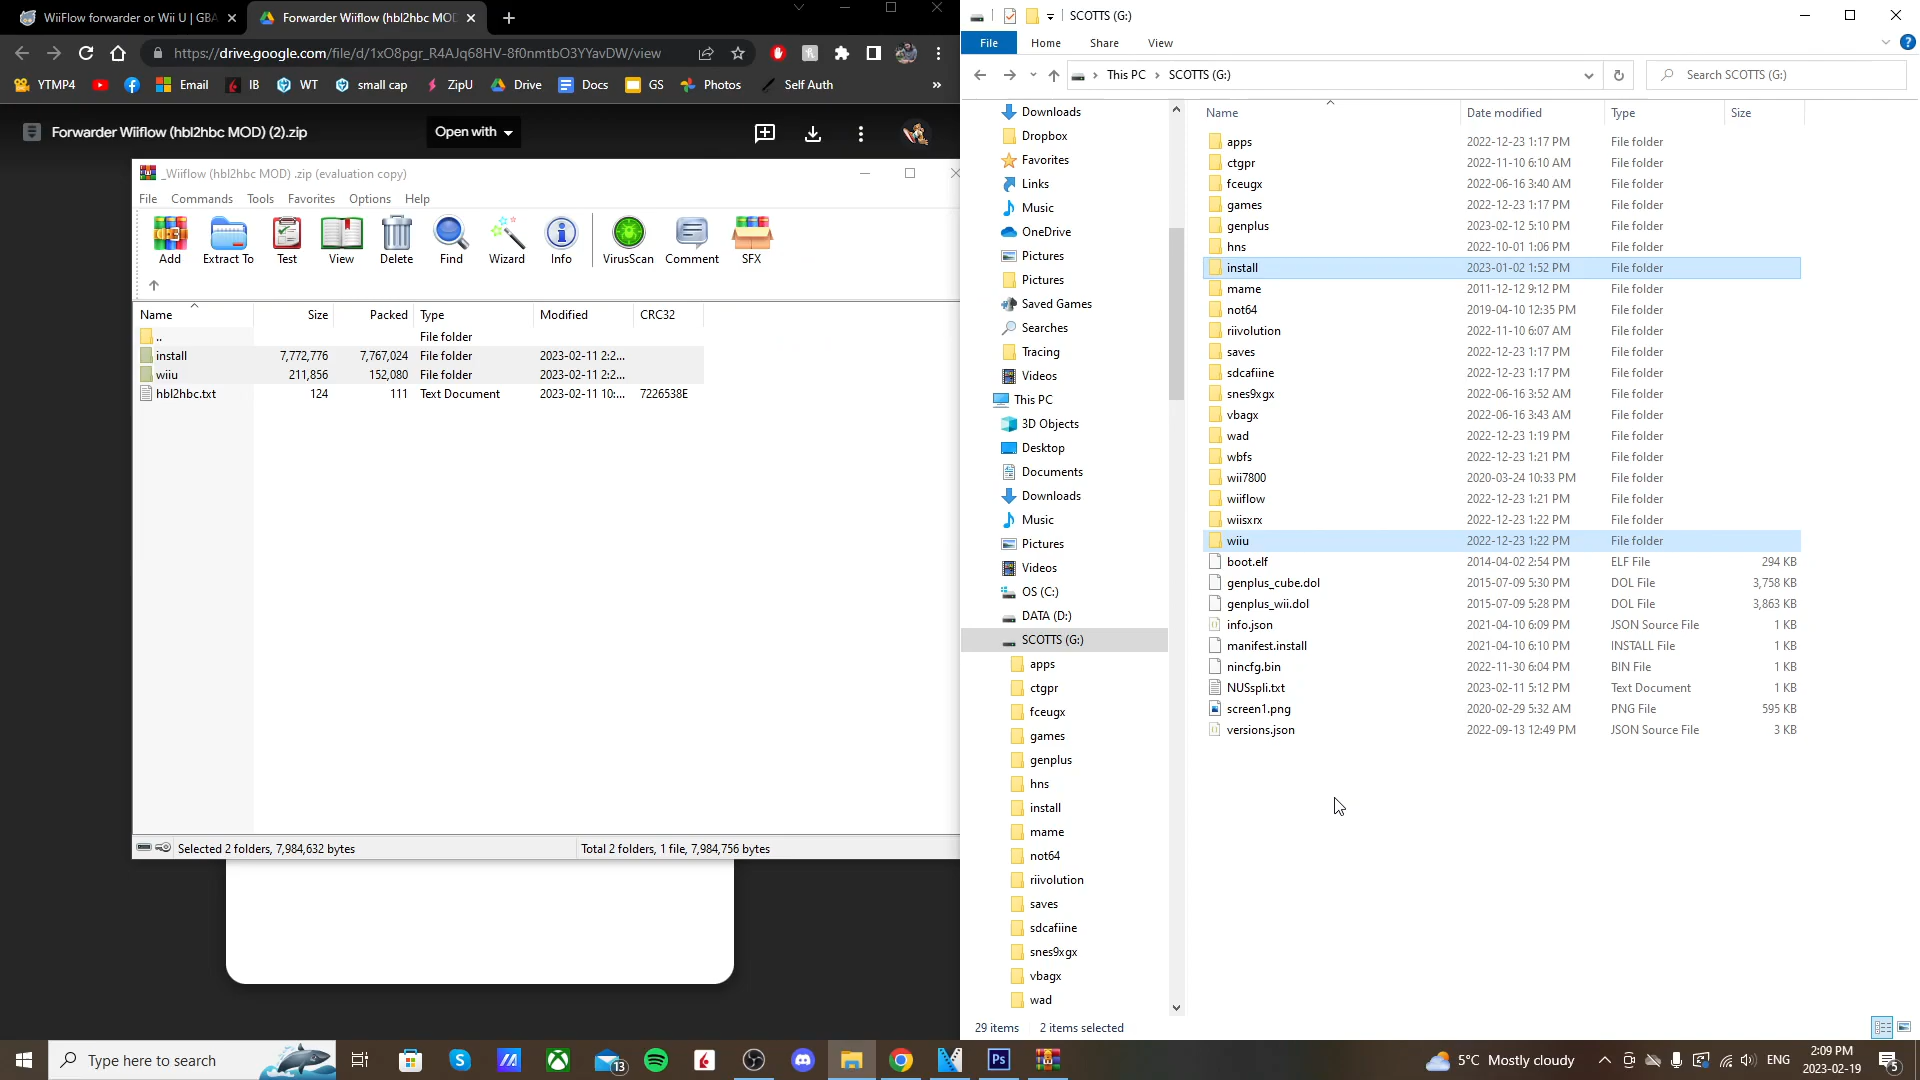 WiiFlow forwarder or Wii U | GBA
Forwarder Wiiflow (hbl2hbc MOD
https://drive.google.com/file/d/1xO8pgr_R4AJq68HV-8f0nmtbO3YYavDW/view
YTMP4
Email
IB
WT
small cap
ZipU
Drive
Docs
GS
Photos
Self Auth
»
Forwarder Wiiflow (hbl2hbc MOD) (2).zip
Open with
_Wiiflow (hbl2hbc MOD) .zip (evaluation copy)
File Commands Tools Favorites Options Help
Add Extract To Test View Delete Find Wizard Info VirusScan Comment SFX
Name Size Packed Type Modified CRC32
.. File folder
install 7,772,776 7,767,024 File folder 2023-02-11 2:2...
wiiu 211,856 152,080 File folder 2023-02-11 2:2...
hbl2hbc.txt 124 111 Text Document 2023-02-11 10:... 7226538E
Selected 2 folders, 7,984,632 bytes
Total 2 folders, 1 file, 7,984,756 bytes
SCOTTS (G:)
File Home Share View
This PC > SCOTTS (G:)
Search SCOTTS (G:)
Downloads
Dropbox
Favorites
Links
Music
OneDrive
Pictures
Pictures
Saved Games
Searches
Tracing
Videos
This PC
3D Objects
Desktop
Documents
Downloads
Music
Pictures
Videos
OS (C:)
DATA (D:)
SCOTTS (G:)
apps
ctgpr
fceugx
games
genplus
hns
install
mame
not64
riivolution
saves
sdcafiine
snes9xgx
vbagx
wad
Name Date modified Type Size
apps 2022-12-23 1:17 PM File folder
ctgpr 2022-11-10 6:10 AM File folder
fceugx 2022-06-16 3:40 AM File folder
games 2022-12-23 1:17 PM File folder
genplus 2023-02-12 5:10 PM File folder
hns 2022-10-01 1:06 PM File folder
install 2023-01-02 1:52 PM File folder
mame 2011-12-12 9:12 PM File folder
not64 2019-04-10 12:35 PM File folder
riivolution 2022-11-10 6:07 AM File folder
saves 2022-12-23 1:17 PM File folder
sdcafiine 2022-12-23 1:17 PM File folder
snes9xgx 2022-06-16 3:52 AM File folder
vbagx 2022-06-16 3:43 AM File folder
wad 2022-12-23 1:19 PM File folder
wbfs 2022-12-23 1:21 PM File folder
wii7800 2020-03-24 10:33 PM File folder
wiiflow 2022-12-23 1:21 PM File folder
wiisxrx 2022-12-23 1:22 PM File folder
wiiu 2022-12-23 1:22 PM File folder
boot.elf 2014-04-02 2:54 PM ELF File 294 KB
genplus_cube.dol 2015-07-09 5:30 PM DOL File 3,758 KB
genplus_wii.dol 2015-07-09 5:28 PM DOL File 3,863 KB
info.json 2021-04-10 6:09 PM JSON Source File 1 KB
manifest.install 2021-04-10 6:10 PM INSTALL File 1 KB
nincfg.bin 2022-11-30 6:04 PM BIN File 1 KB
NUSspli.txt 2023-02-11 5:12 PM Text Document 1 KB
screen1.png 2020-02-29 5:32 AM PNG File 595 KB
versions.json 2022-09-13 12:49 PM JSON Source File 3 KB
29 items 2 items selected
Type here to search
13
Ps
5°C Mostly cloudy
ENG
2:09 PM
2023-02-19
5